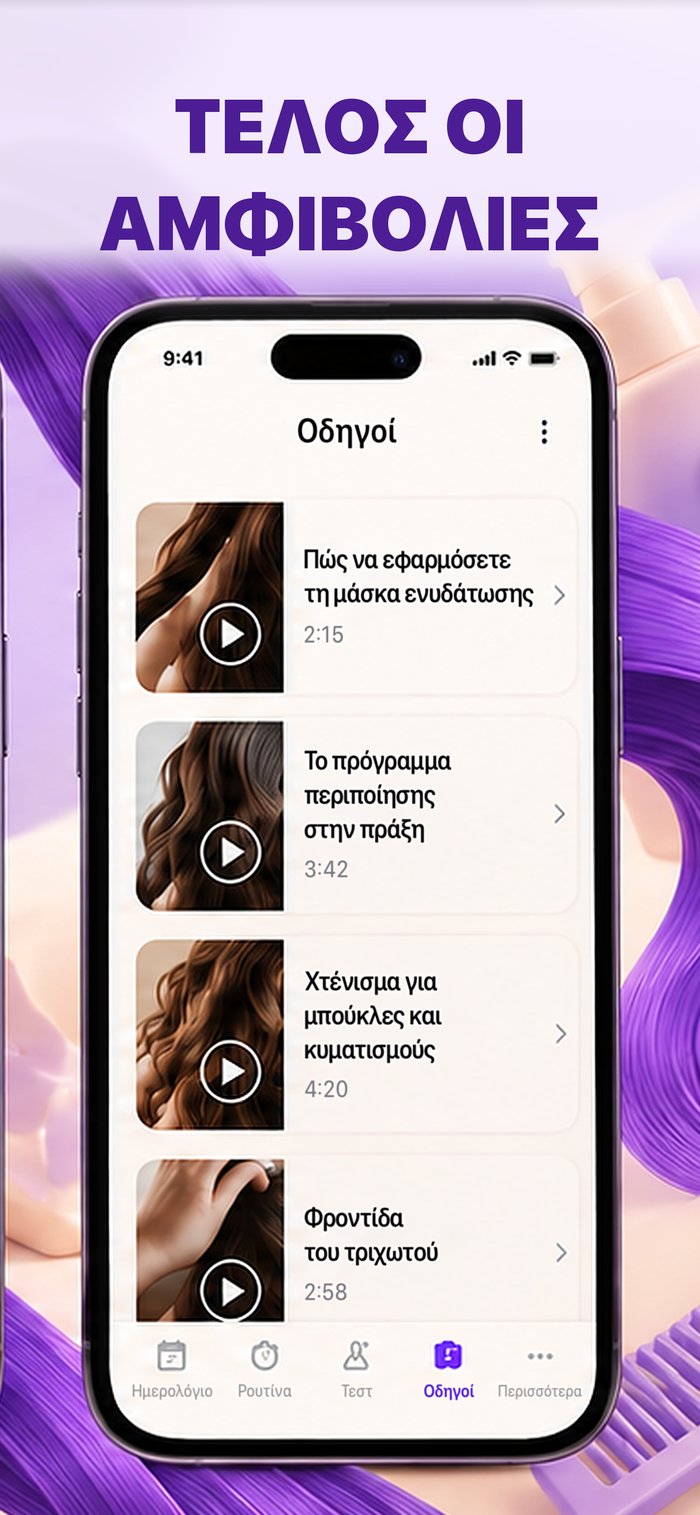 ΤΕΛΟΣ ΟΙ
ΑΜΦΙΒΟΛΙΕΣ
9:41
Οδηγοί
Πώς να εφαρμόσετε
τη μάσκα ενυδάτωσης
2:15
Το πρόγραμμα
περιποίησης
στην πράξη
3:42
Χτένισμα για
μπούκλες και
κυματισμούς
4:20
Φροντίδα
του τριχωτού
2:58
Ημερολόγιο Ρουτίνα Τεστ Οδηγοί Περισσότερα